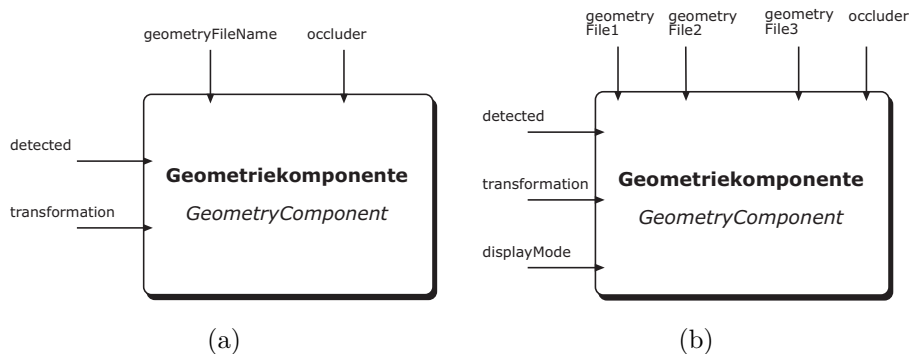 geometryFileName occluder
detected
transformation
Geometriekomponente
GeometryComponent
(a)
geometry geometry geometry occluder
File1 File2 File3
detected
transformation
displayMode
Geometriekomponente
GeometryComponent
(b)